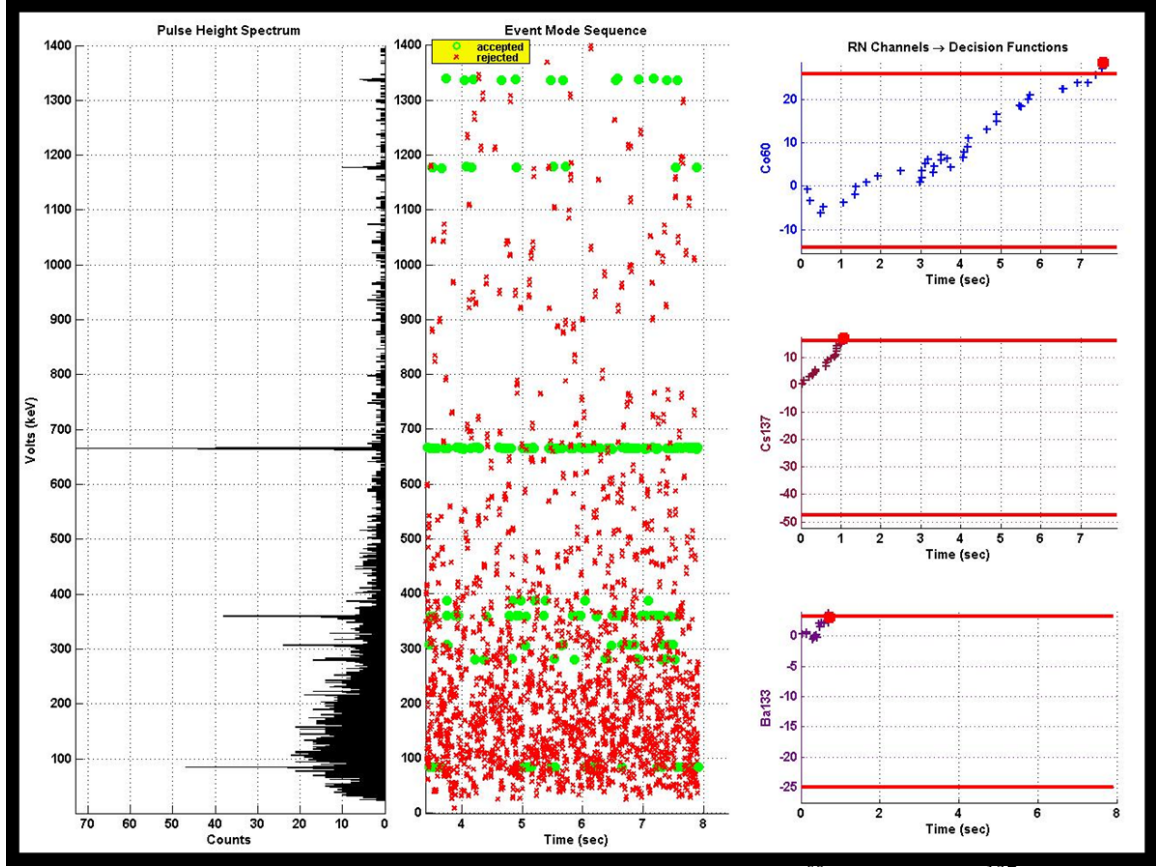 Pulse Height Spectrum
1400
1300
1200
1100
1000
900
800
700
600
500
400
300
200
100
Volts (keV)
70 60 50 40 30 20 10 0
Counts
Event Mode Sequence
accepted
rejected
1400
1300
1200
1100
1000
900
800
700
600
500
400
300
200
100
0
4 5 6 7 8
Time (sec)
RN Channels → Decision Functions
20
10
0
-10
Co60
0 1 2 3 4 5 6 7
Time (sec)
10
0
-10
-20
-30
-40
-50
Cs137
0 1 2 3 4 5 6 7
Time (sec)
0
-5
-10
-15
-20
-25
Ba133
0 1 2 3 4 5 6 7 8
Time (sec)